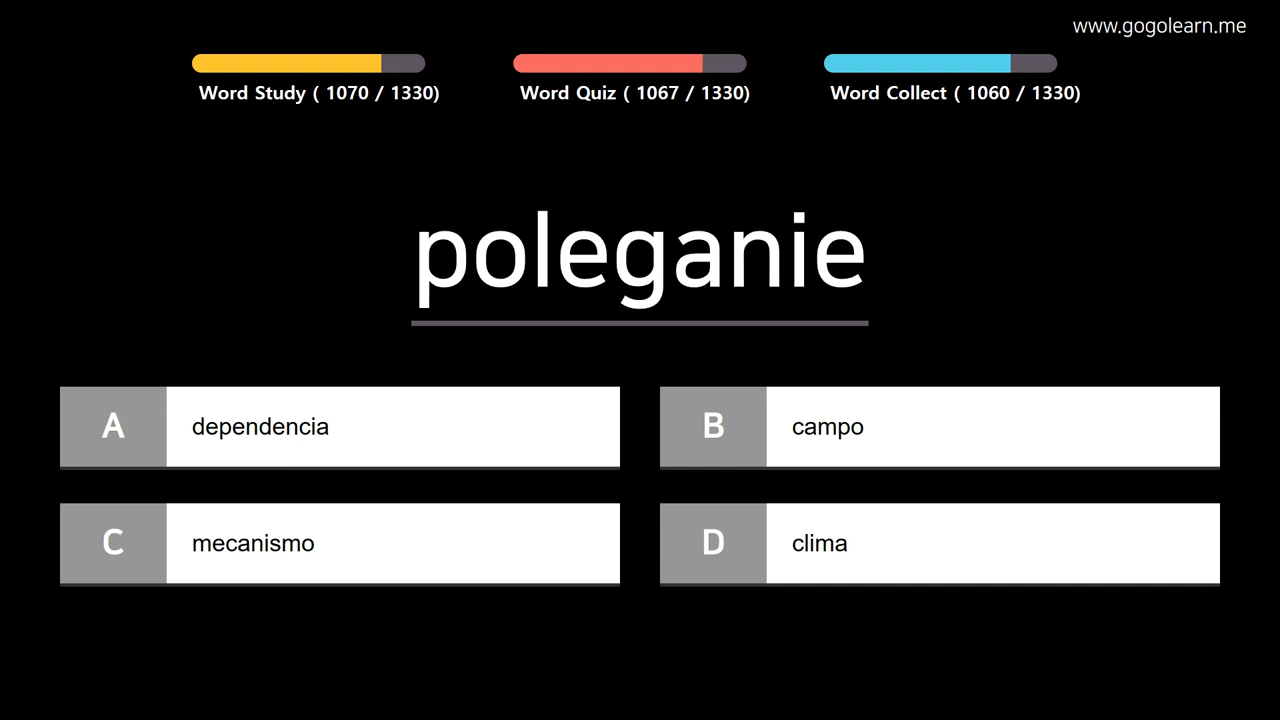 www.gogolearn.me
Word Study ( 1070 / 1330)
Word Quiz ( 1067 / 1330)
Word Collect ( 1060 / 1330)
poleganie
A dependencia
B campo
C mecanismo
D clima